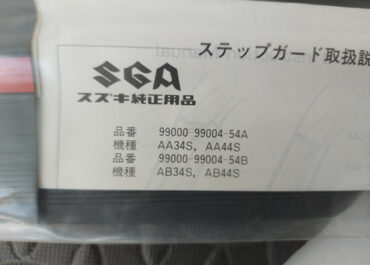 ステップガード取扱説
SGA
スズキ純正用品
品番 99000-99004-54A
機種 AA34S, AA44S
品番 99000-99004-54B
機種 AB34S, AB44S